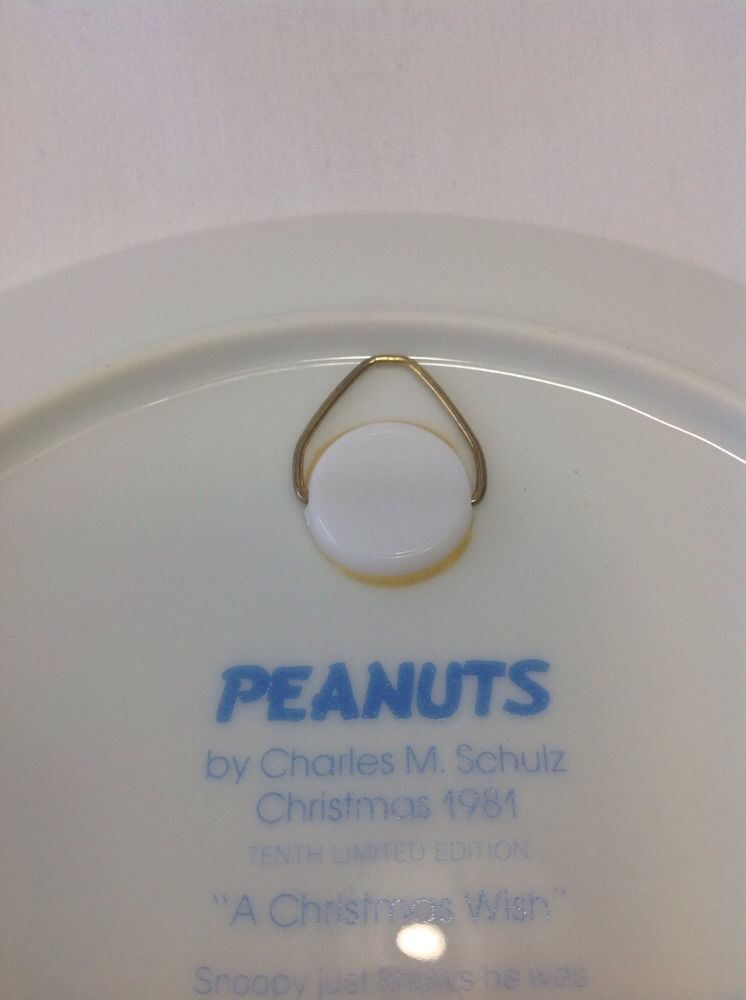 PEANUTS
by Charles M. Schulz
Christmas 1981
TENTH LIMITED EDITION
"A Christmas Wish"
Snoopy just knows he was